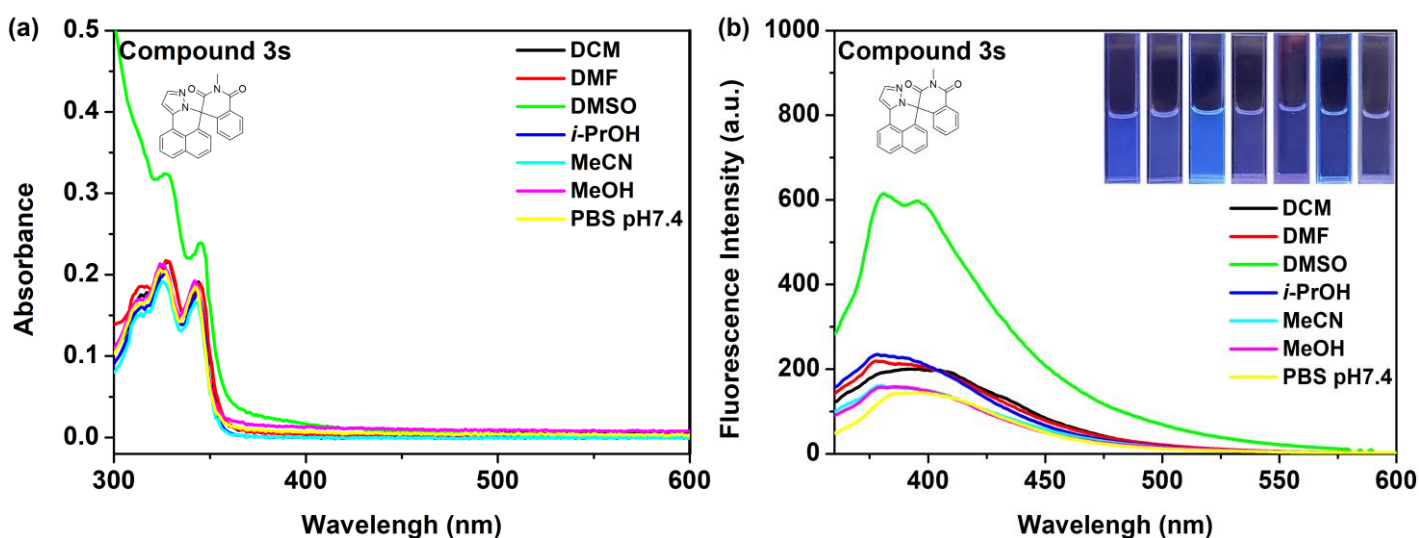 (a)
Compound 3s
O N O
N
N
DCM
DMF
DMSO
i-PrOH
MeCN
MeOH
PBS pH7.4
0.5
0.4
0.3
0.2
0.1
0.0
Absorbance
300
400
500
600
Wavelengh (nm)
(b)
Compound 3s
O N O
N
N
DCM
DMF
DMSO
i-PrOH
MeCN
MeOH
PBS pH7.4
1000
800
600
400
200
0
Fluorescence Intensity (a.u.)
400
450
500
550
600
Wavelengh (nm)